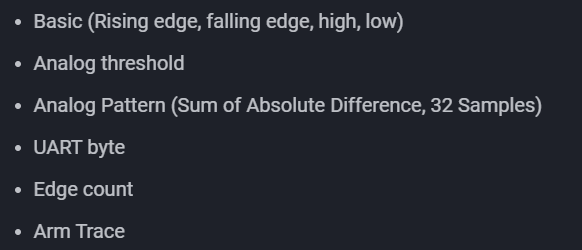 • Basic (Rising edge, falling edge, high, low)
• Analog threshold
• Analog Pattern (Sum of Absolute Difference, 32 Samples)
• UART byte
• Edge count
• Arm Trace